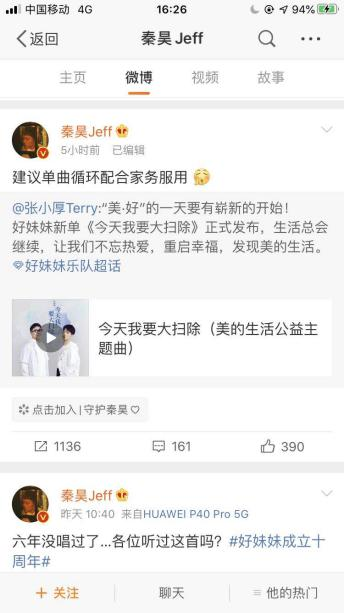 中国移动 4G 16:26 94%
返回 秦昊Jeff
主页 微博 视频 故事
秦昊Jeff
5小时前 已编辑
建议单曲循环配合家务服用
@张小厚Terry:“美·好”的一天要有崭新的开始！
好妹妹新单《今天我要大扫除》正式发布，生活总会
继续，让我们不忘热爱，重启幸福，发现美的生活。
好妹妹乐队超话
今天我要大扫除（美的生活公益主
题曲）
点击加入|守护秦昊♡
1136 161 390
秦昊Jeff
昨天 10:40 来自HUAWEI P40 Pro 5G
六年没唱过了...各位听过这首吗？#好妹妹成立十
周年#
+ 关注 聊天 他的热门